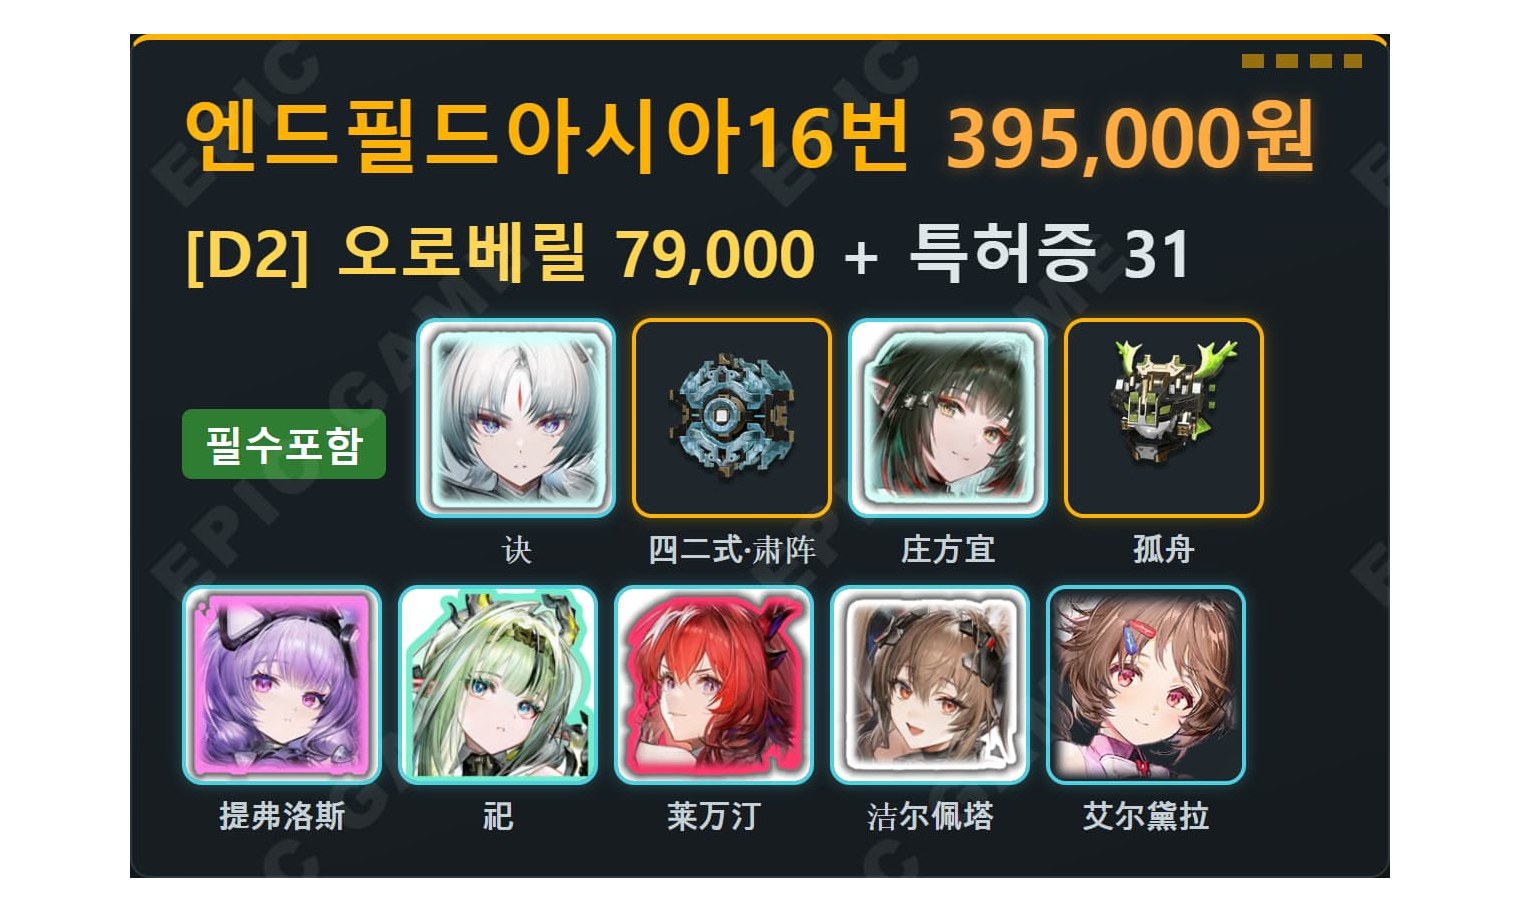 엔드필드아시아16번 395,000원
[D2] 오로베릴 79,000 + 특허증 31
필수포함
诀 四二式·肃阵 庄方宜 孤舟
提弗洛斯 祀 莱万汀 洁尔佩塔 艾尔黛拉
EPIC GAME